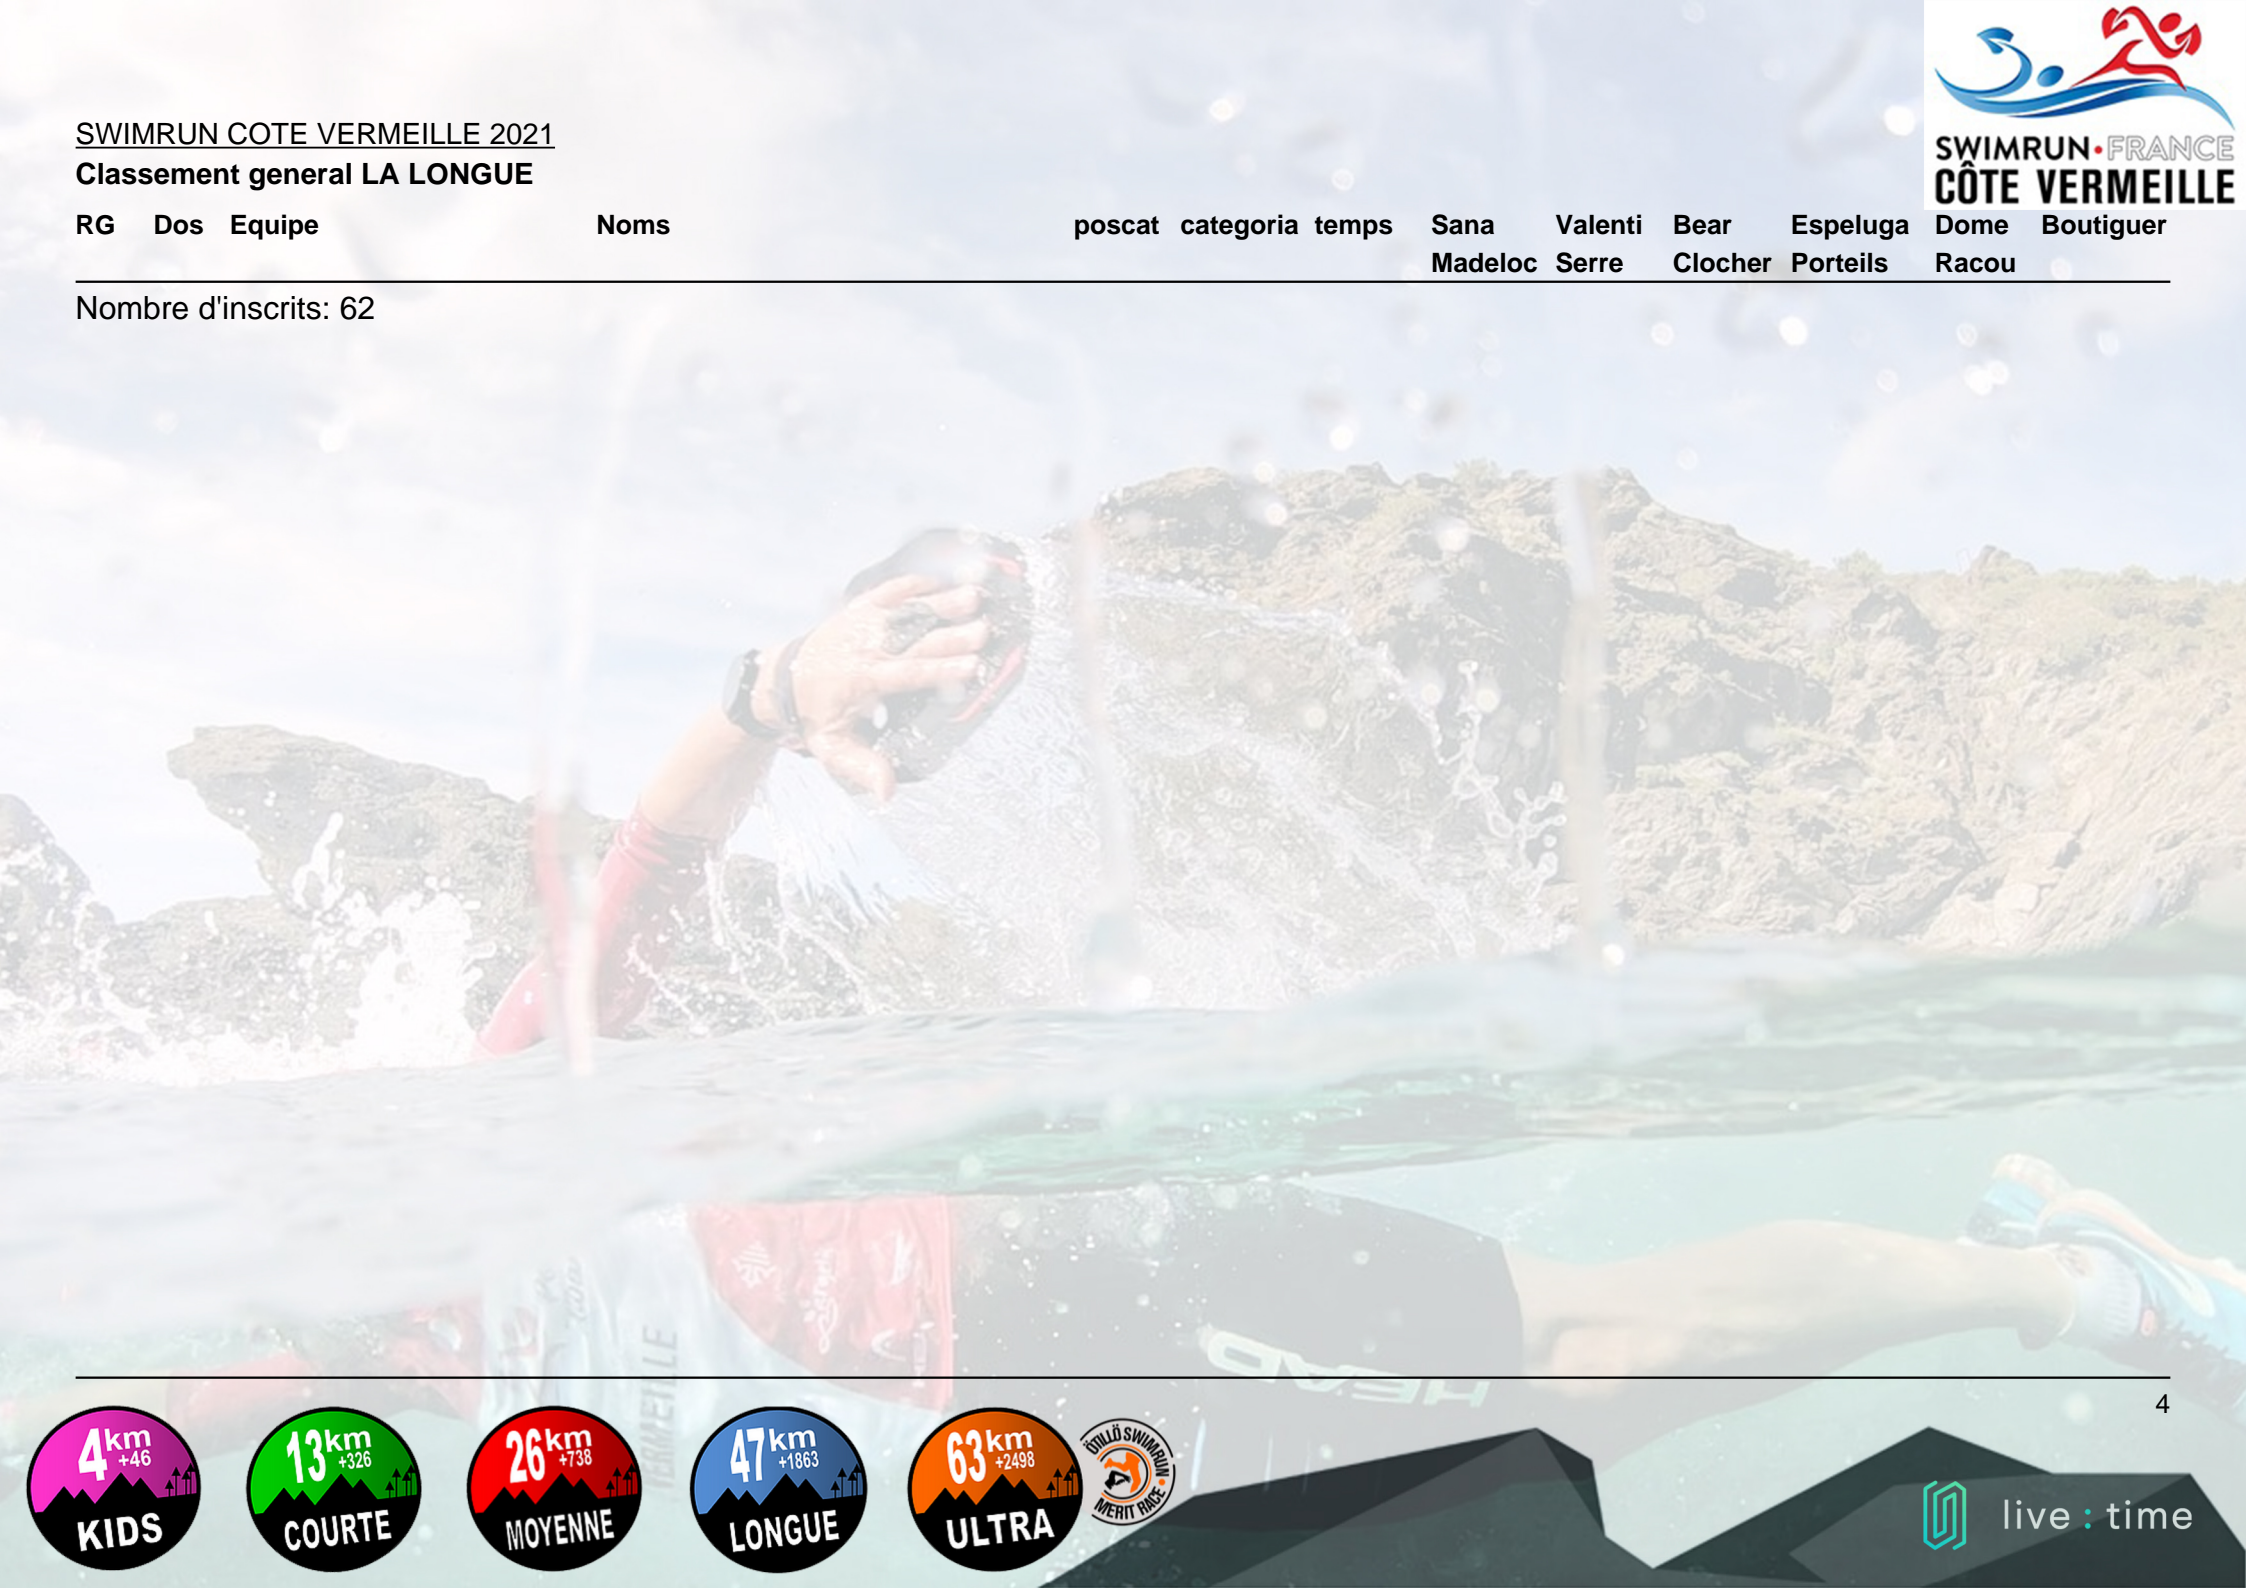 SWIMRUN•FRANCE
CÔTE VERMEILLE
SWIMRUN COTE VERMEILLE 2021
Classement general LA LONGUE
RG Dos Equipe Noms poscat categoria temps Sana Valenti Bear Espeluga Dome Boutiguer
Madeloc Serre Clocher Porteils Racou
Nombre d'inscrits: 62
VERMEILLE
HEAD
4
4km +46 KIDS
13km +326 COURTE
26km +738 MOYENNE
47km +1863 LONGUE
63km +2498 ULTRA
ÖTILLÖ SWIMRUN • MERIT RACE
live:time